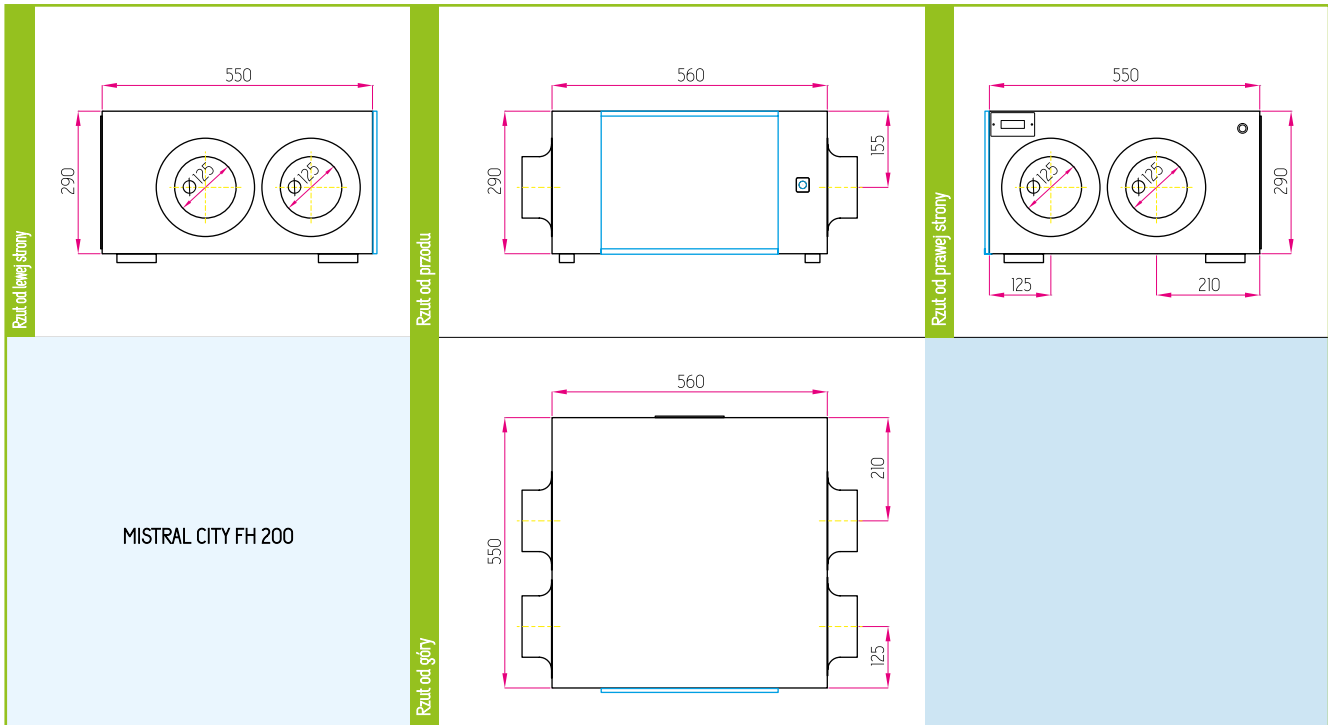 Rzut od lewej strony
550
290
Ø125
Ø125
Rzut od przodu
560
290
155
Rzut od prawej strony
550
Ø125
Ø125
290
125
210
MISTRAL CITY FH 200
Rzut od góry
560
550
210
125